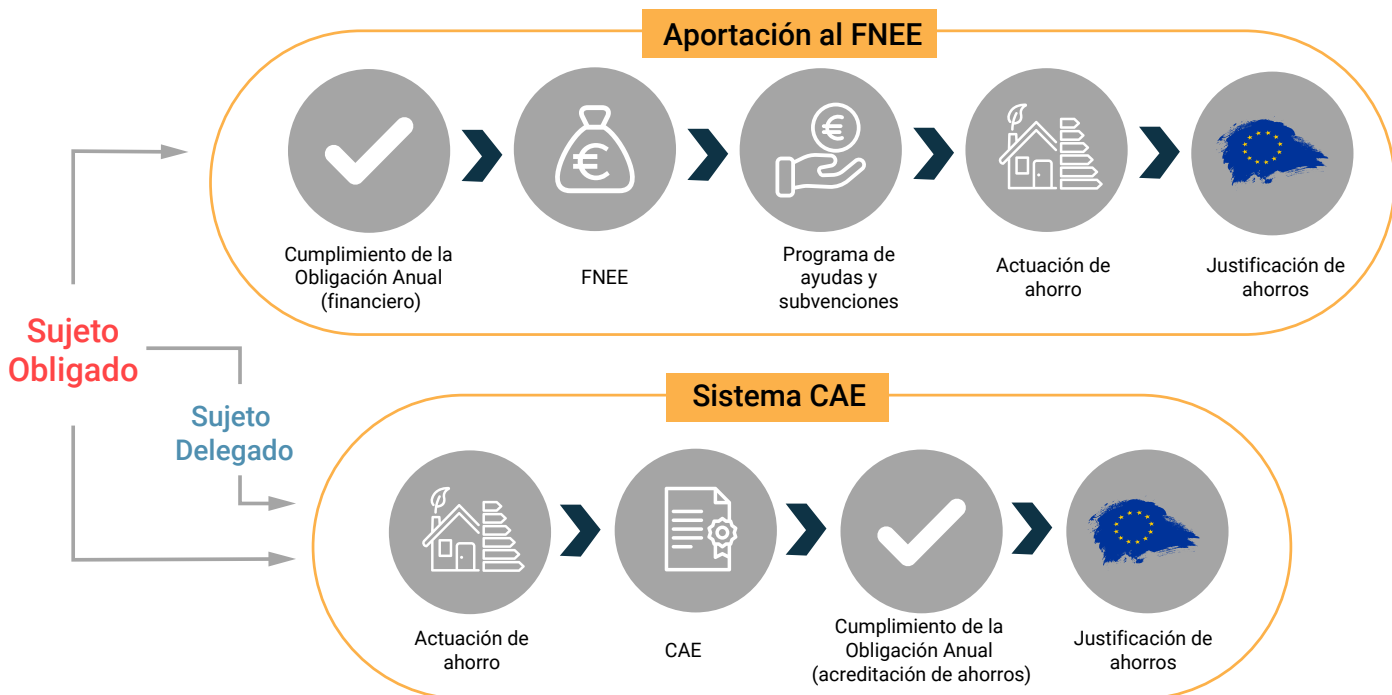 Aportación al FNEE
Cumplimiento de la
Obligación Anual
(financiero)
FNEE
Programa de
ayudas y
subvenciones
Actuación de
ahorro
Justificación de
ahorros
Sujeto
Obligado
Sujeto
Delegado
Sistema CAE
Actuación de
ahorro
CAE
Cumplimiento de la
Obligación Anual
(acreditación de ahorros)
Justificación de
ahorros